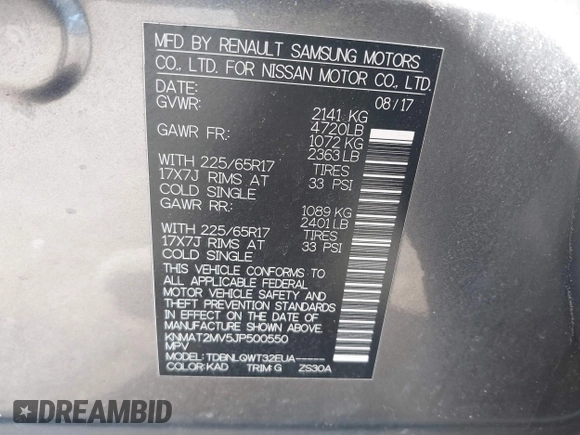 MFD BY RENAULT SAMSUNG MOTORS
CO., LTD. FOR NISSAN MOTOR CO., LTD.
DATE: 08/17
GVWR: 2141 KG
4720LB
GAWR FR: 1072 KG
2363 LB
WITH 225/65R17 TIRES
17X7J RIMS AT 33 PSI
COLD SINGLE
GAWR RR: 1089 KG
2401 LB
WITH 225/65R17 TIRES
17X7J RIMS AT 33 PSI
COLD SINGLE
THIS VEHICLE CONFORMS TO
ALL APPLICABLE FEDERAL
MOTOR VEHICLE SAFETY AND
THEFT PREVENTION STANDARDS
IN EFFECT ON THE DATE OF
MANUFACTURE SHOWN ABOVE.
KNMAT2MV5JP500550
MPV
MODEL: TDBNLQWT32EUA-----
COLOR: KAD TRIM: G ZS30A
DREAMBID